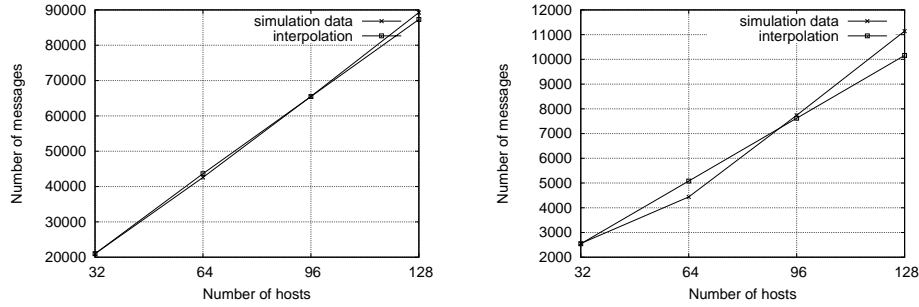 90000
80000
70000
60000
50000
40000
30000
20000
Number of messages
32 64 96 128
Number of hosts
simulation data
interpolation
12000
11000
10000
9000
8000
7000
6000
5000
4000
3000
2000
Number of messages
32 64 96 128
Number of hosts
simulation data
interpolation